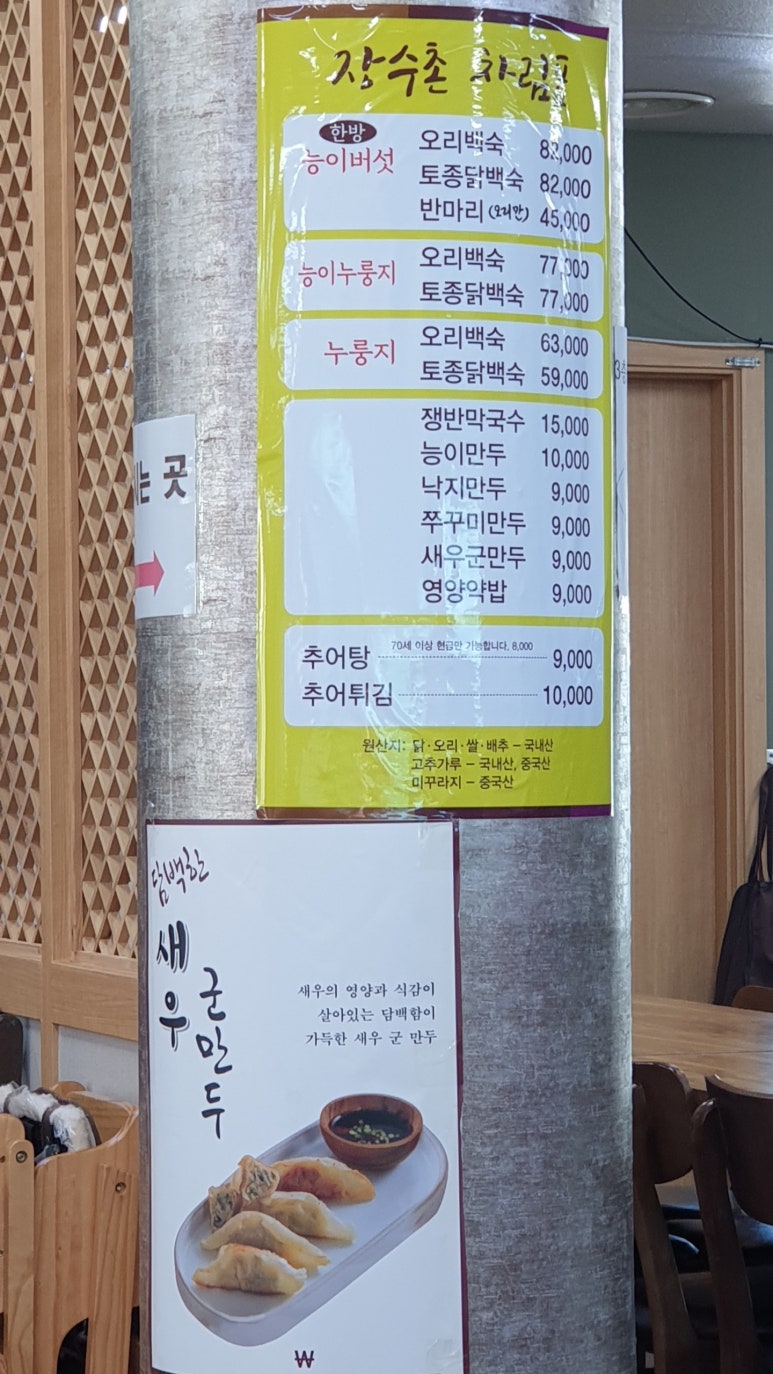 장수촌 차림표
한방
능이버섯
오리백숙 82,000
토종닭백숙 82,000
반마리 (오리만) 45,000
능이누룽지
오리백숙 77,000
토종닭백숙 77,000
누룽지
오리백숙 63,000
토종닭백숙 59,000
쟁반막국수 15,000
능이만두 10,000
낙지만두 9,000
쭈꾸미만두 9,000
새우군만두 9,000
영양약밥 9,000
70세 이상 현금만 가능합니다. 8,000
추어탕 9,000
추어튀김 10,000
원산지: 닭·오리·쌀·배추 – 국내산
고추가루 – 국내산, 중국산
미꾸라지 – 중국산
는 곳
3층
담백한
새우
군만두
새우의 영양과 식감이
살아있는 담백함이
가득한 새우 군 만두
₩